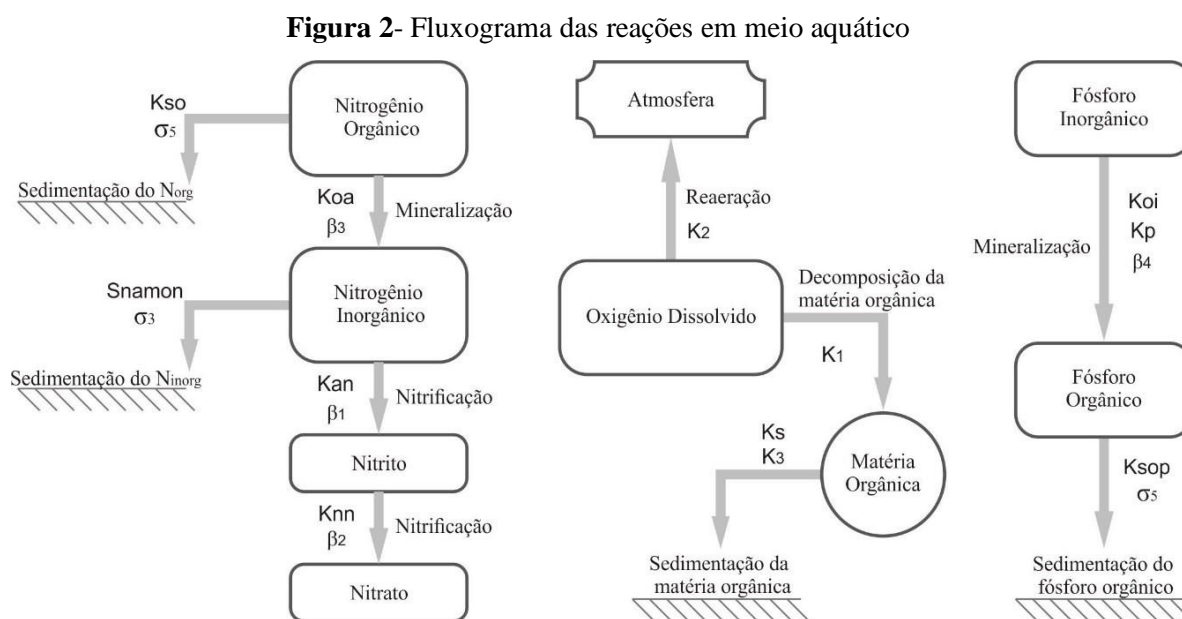 Figura 2- Fluxograma das reações em meio aquático
Kso
σ5
Nitrogênio
Orgânico
Sedimentação do Norg
Koa
β3
Mineralização
Snamon
σ3
Nitrogênio
Inorgânico
Sedimentação do Ninorg
Kan
β1
Nitrificação
Nitrito
Knn
β2
Nitrificação
Nitrato
Atmosfera
Reaeração
K2
Oxigênio Dissolvido
Decomposição da
matéria orgânica
K1
Ks
K3
Matéria
Orgânica
Sedimentação da
matéria orgânica
Fósforo
Inorgânico
Mineralização
Koi
Kp
β4
Fósforo
Orgânico
Ksop
σ5
Sedimentação do
fósforo orgânico